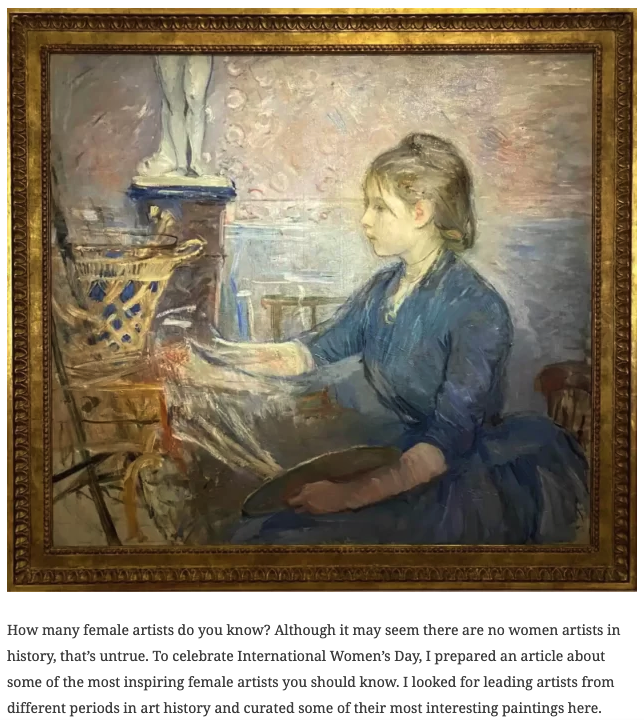 How many female artists do you know? Although it may seem there are no women artists in
history, that’s untrue. To celebrate International Women’s Day, I prepared an article about
some of the most inspiring female artists you should know. I looked for leading artists from
different periods in art history and curated some of their most interesting paintings here.